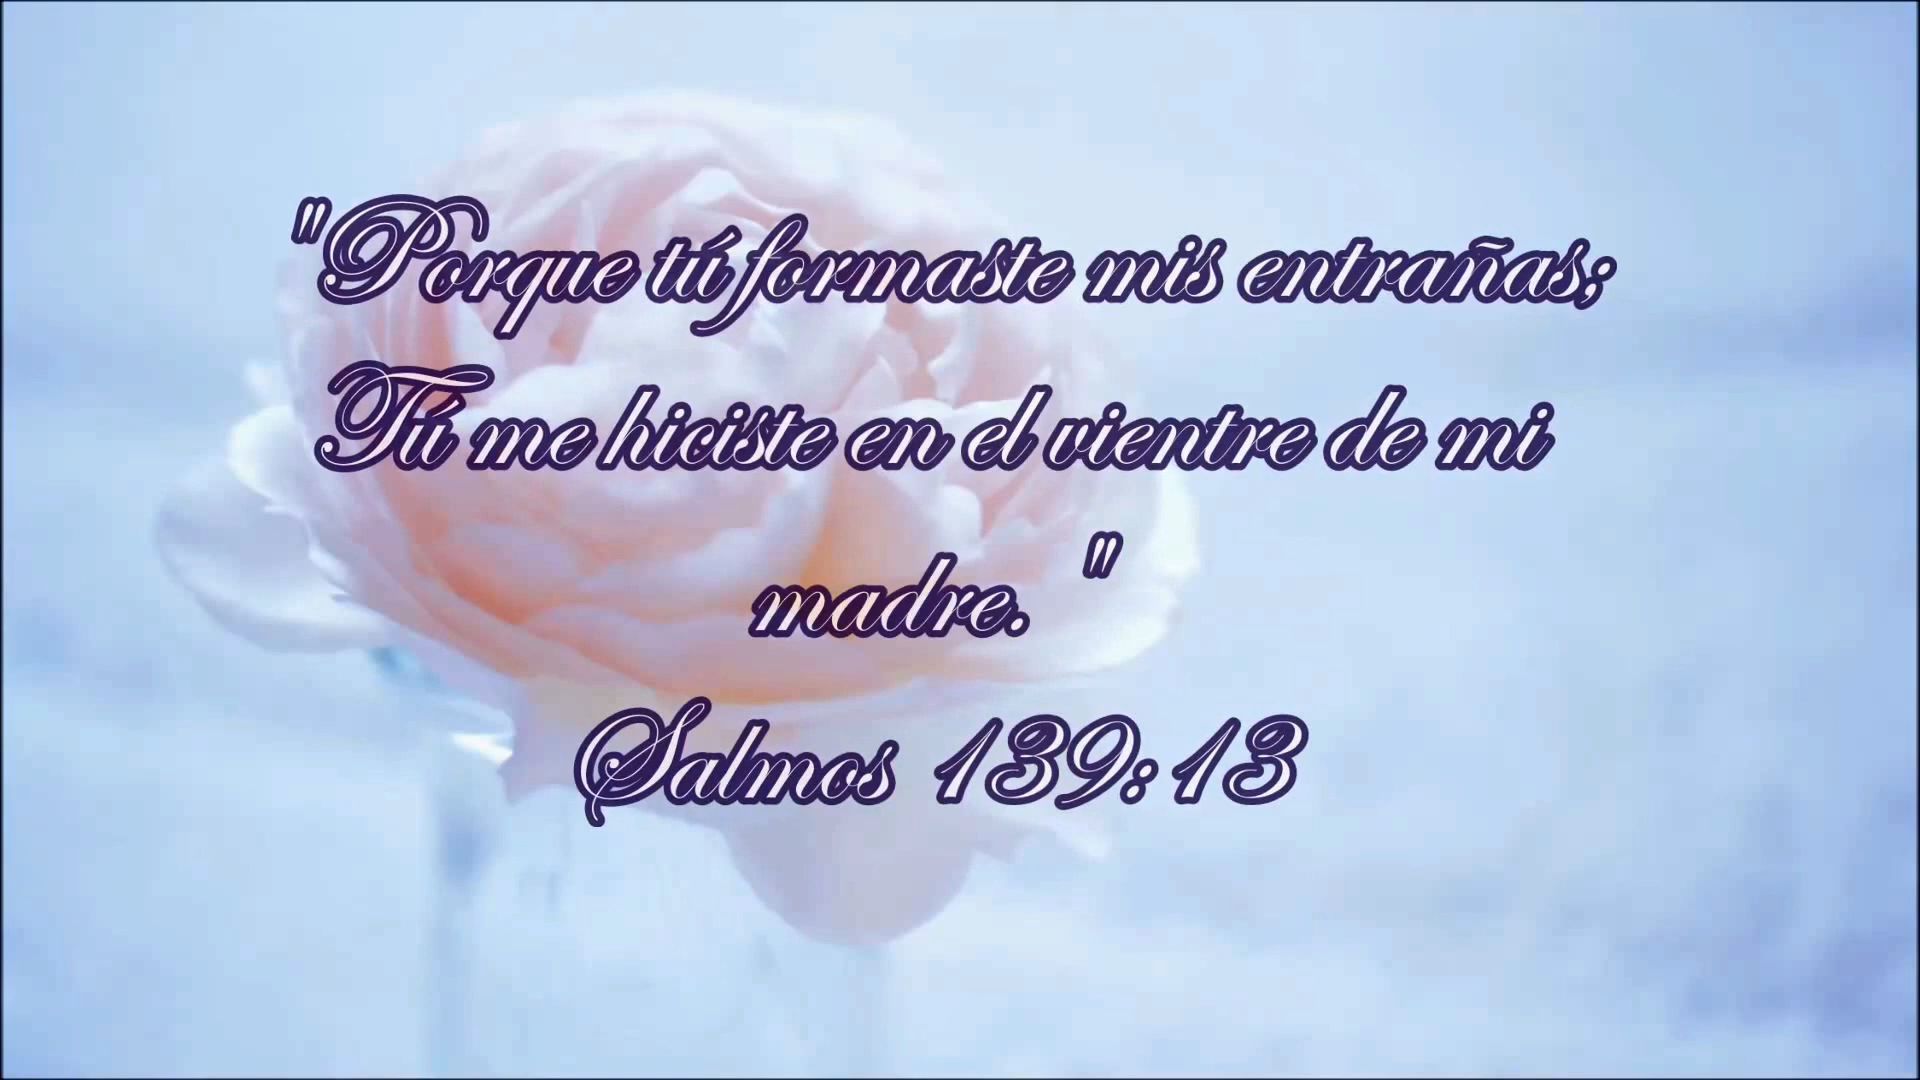 "Porque tú formaste mis entrañas;
Tú me hiciste en el vientre de mi
madre. "
Salmos 139:13